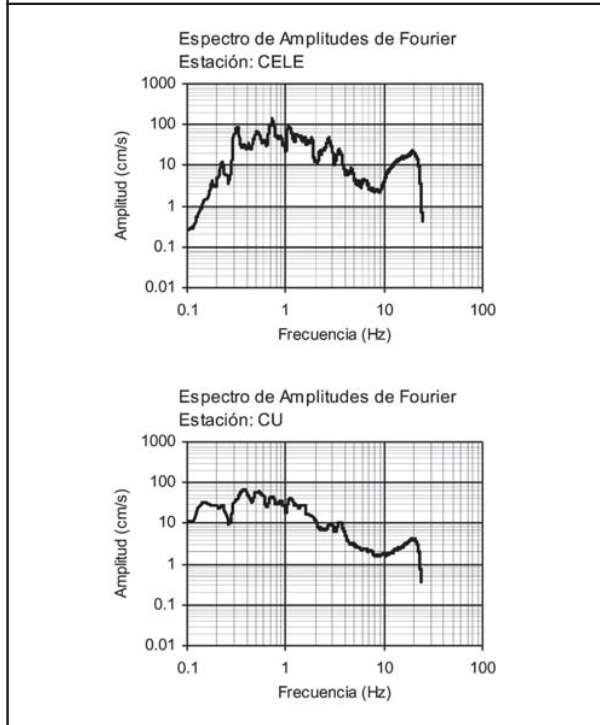 Espectro de Amplitudes de Fourier
Estación: CELE
1000
100
10
1
0.1
0.01
Amplitud (cm/s)
0.1 1 10 100
Frecuencia (Hz)
Espectro de Amplitudes de Fourier
Estación: CU
1000
100
10
1
0.1
0.01
Amplitud (cm/s)
0.1 1 10 100
Frecuencia (Hz)